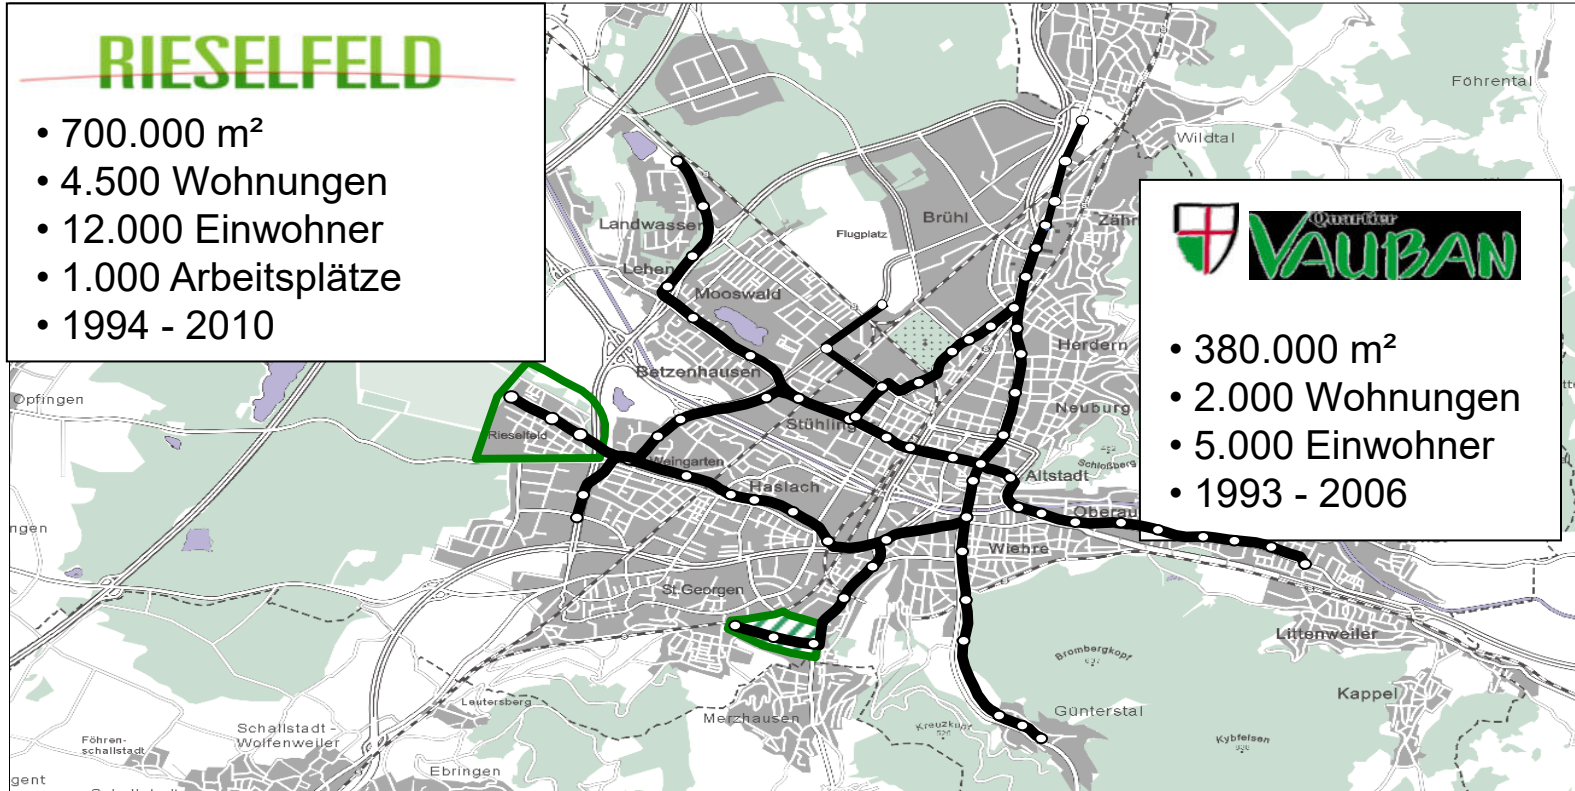 RIESELFELD
• 700.000 m²
• 4.500 Wohnungen
• 12.000 Einwohner
• 1.000 Arbeitsplätze
• 1994 - 2010
Quartier
VAUBAN
• 380.000 m²
• 2.000 Wohnungen
• 5.000 Einwohner
• 1993 - 2006
Föhrental
Wildtal
Zähr
Brühl
Flugplatz
Landwasser
Lehen
Mooswald
Herdern
Betzenhausen
Opfingen
Neuburg
Stühling
Rieselfeld
Weingarten
Schloßberg
Haslach
Altstadt
Oberau
ngen
Wiehre
St.Georgen
Littenweiler
Brombergkopf
Kappel
Leutersberg
Merzhausen
Günterstal
Kreuzkopf
Kybfelsen
Schallstadt -
Wolfenweiler
Föhren-
schallstadt
Ebringen
gent